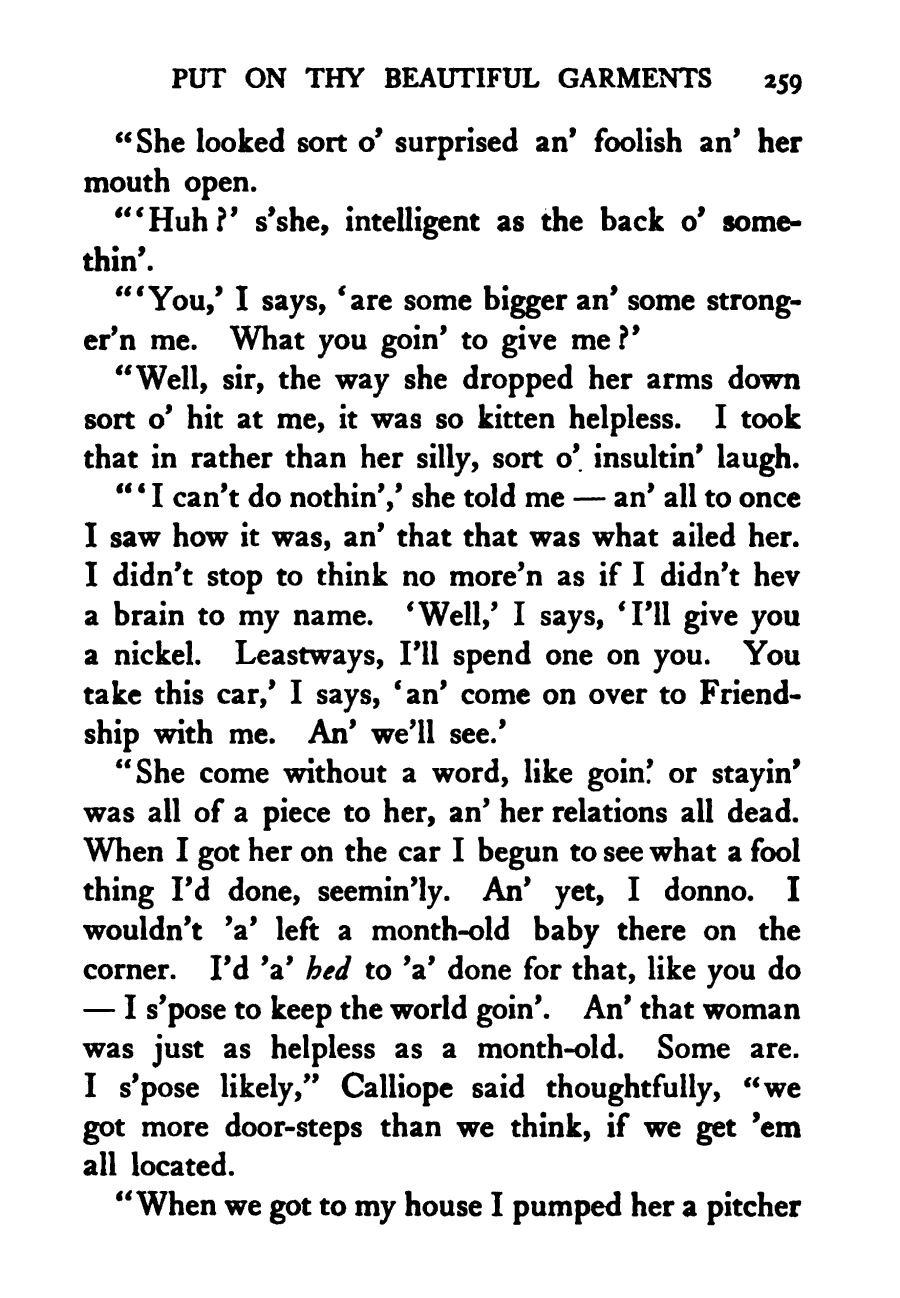 PUT ON THY BEAUTIFUL GARMENTS 259
“She looked sort o’ surprised an’ foolish an’ her
mouth open.
“‘Huh?’ s’she, intelligent as the back o’ some-
thin’.
“‘You,’ I says, ‘are some bigger an’ some strong-
er’n me. What you goin’ to give me?’
“Well, sir, the way she dropped her arms down
sort o’ hit at me, it was so kitten helpless. I took
that in rather than her silly, sort o’ insultin’ laugh.
“‘I can’t do nothin’,’ she told me — an’ all to once
I saw how it was, an’ that that was what ailed her.
I didn’t stop to think no more’n as if I didn’t hev
a brain to my name. ‘Well,’ I says, ‘I’ll give you
a nickel. Leastways, I’ll spend one on you. You
take this car,’ I says, ‘an’ come on over to Friend-
ship with me. An’ we’ll see.’
“She come without a word, like goin’ or stayin’
was all of a piece to her, an’ her relations all dead.
When I got her on the car I begun to see what a fool
thing I’d done, seemin’ly. An’ yet, I donno. I
wouldn’t ’a’ left a month-old baby there on the
corner. I’d ’a’ hed to ’a’ done for that, like you do
— I s’pose to keep the world goin’. An’ that woman
was just as helpless as a month-old. Some are.
I s’pose likely,” Calliope said thoughtfully, “we
got more door-steps than we think, if we get ’em
all located.
“When we got to my house I pumped her a pitcher